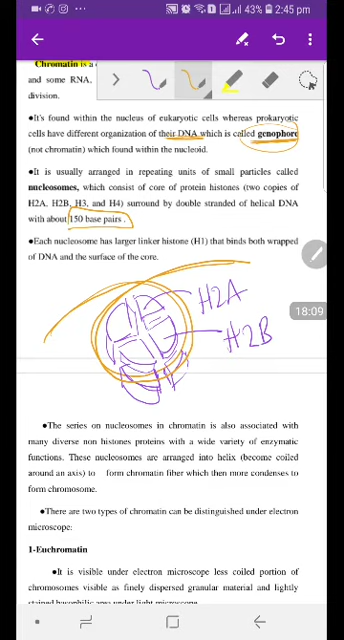 43% 2:45 pm
Chromatin is a
and some RNA,
division.
●It's found within the nucleus of eukaryotic cells whereas prokaryotic
cells have different organization of their DNA which is called genophore
(not chromatin) which found within the nucleoid.
●It is usually arranged in repeating units of small particles called
nucleosomes, which consist of core of protein histones (two copies of
H2A, H2B, H3, and H4) surround by double stranded of helical DNA
with about 150 base pairs .
●Each nucleosome has larger linker histone (H1) that binds both wrapped
of DNA and the surface of the core.
H2A
18:09
H2B
●The series on nucleosomes in chromatin is also associated with
many diverse non histones proteins with a wide variety of enzymatic
functions. These nucleosomes are arranged into helix (become coiled
around an axis) to form chromatin fiber which then more condenses to
form chromosome.
●There are two types of chromatin can be distinguished under electron
microscope:
1-Euchromatin
●It is visible under electron microscope less coiled portion of
chromosomes visible as finely dispersed granular material and lightly
stained basophilic area under light microscope.